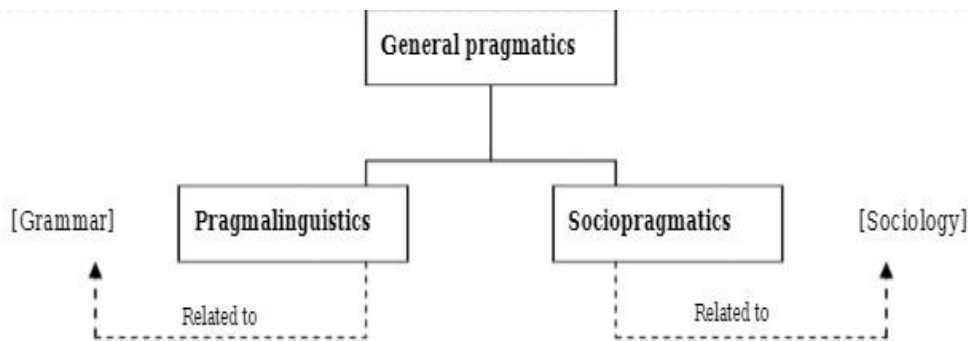 General pragmatics
[Grammar] Pragmalinguistics Sociopragmatics [Sociology]
Related to Related to